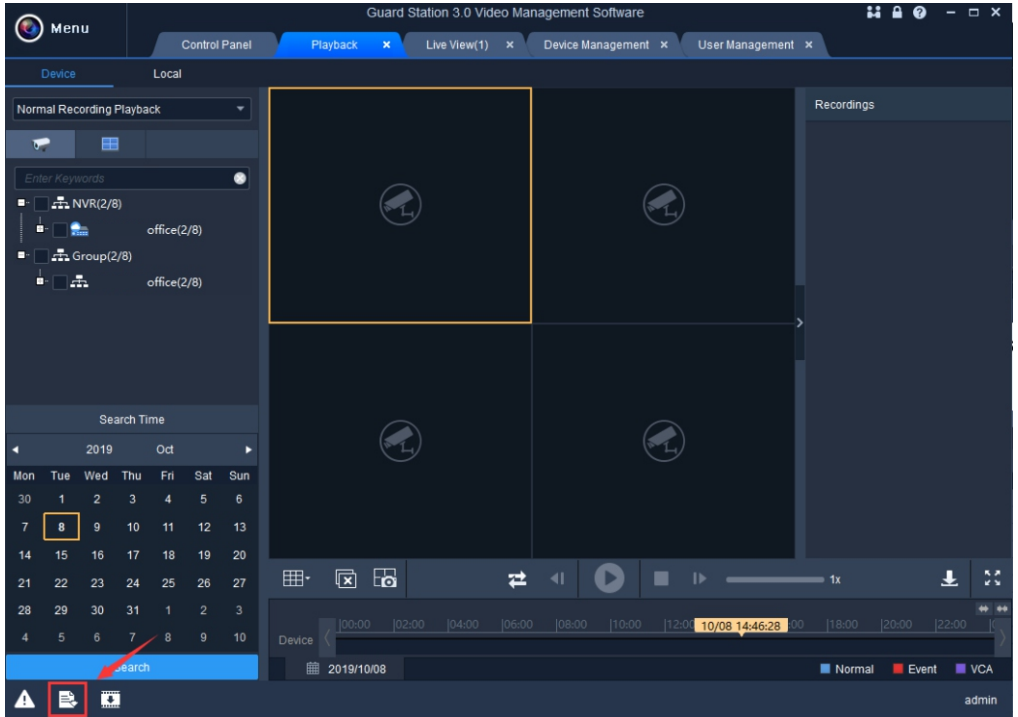 Guard Station 3.0 Video Management Software
Menu
Control Panel
Playback
Live View(1)
Device Management
User Management
Device
Local
Normal Recording Playback
Enter Keywords
NVR(2/8)
office(2/8)
Group(2/8)
office(2/8)
Recordings
Search Time
2019 Oct
Mon Tue Wed Thu Fri Sat Sun
30 1 2 3 4 5 6
7 8 9 10 11 12 13
14 15 16 17 18 19 20
21 22 23 24 25 26 27
28 29 30 31 1 2 3
4 5 6 7 8 9 10
Search
1x
00:00 02:00 04:00 06:00 08:00 10:00 12:00 10/08 14:46:28 00 18:00 20:00 22:00
Device
2019/10/08
Normal Event VCA
admin